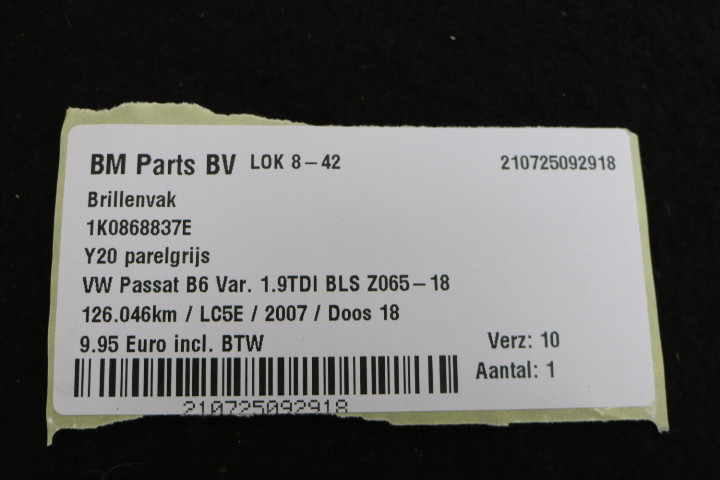 BM Parts BV LOK 8-42 210725092918
Brillenvak
1K0868837E
Y20 parelgrijs
VW Passat B6 Var. 1.9TDI BLS Z065-18
126.046km / LC5E / 2007 / Doos 18
9.95 Euro incl. BTW Verz: 10
Aantal: 1
210725092918